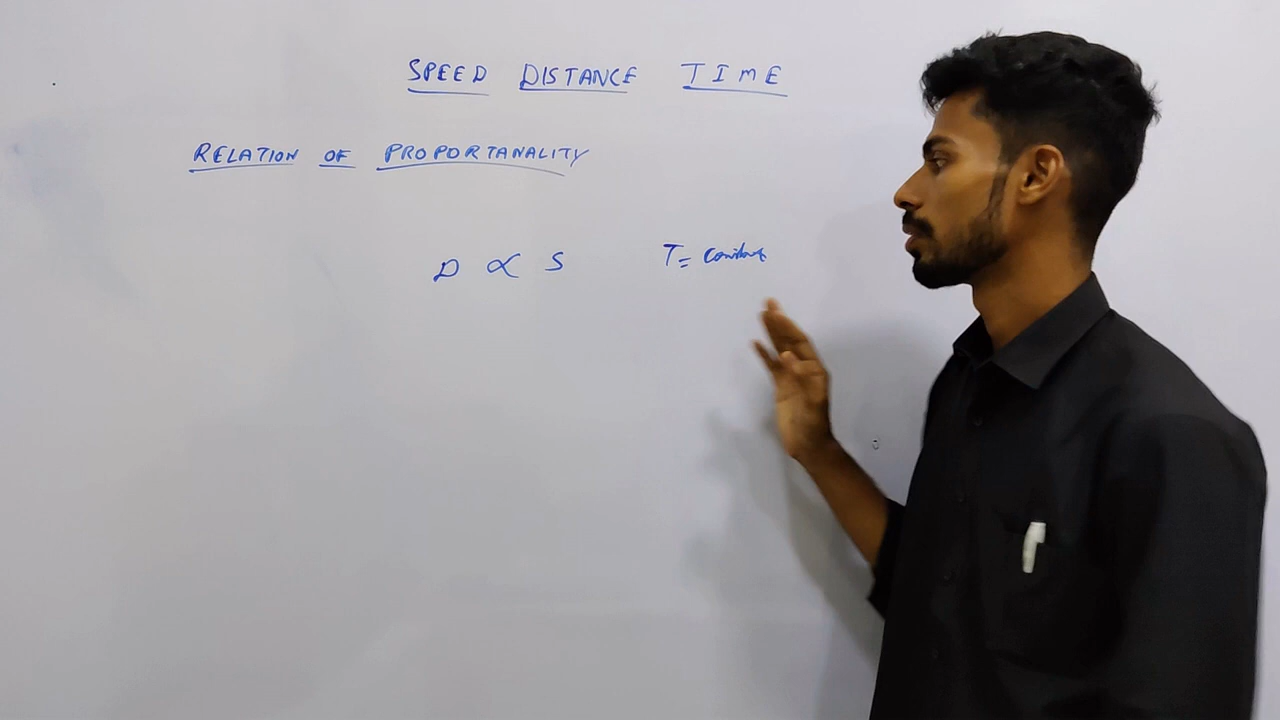 SPEED DISTANCE TIME
RELATION OF PROPORTANALITY
D ∝ S T = constant